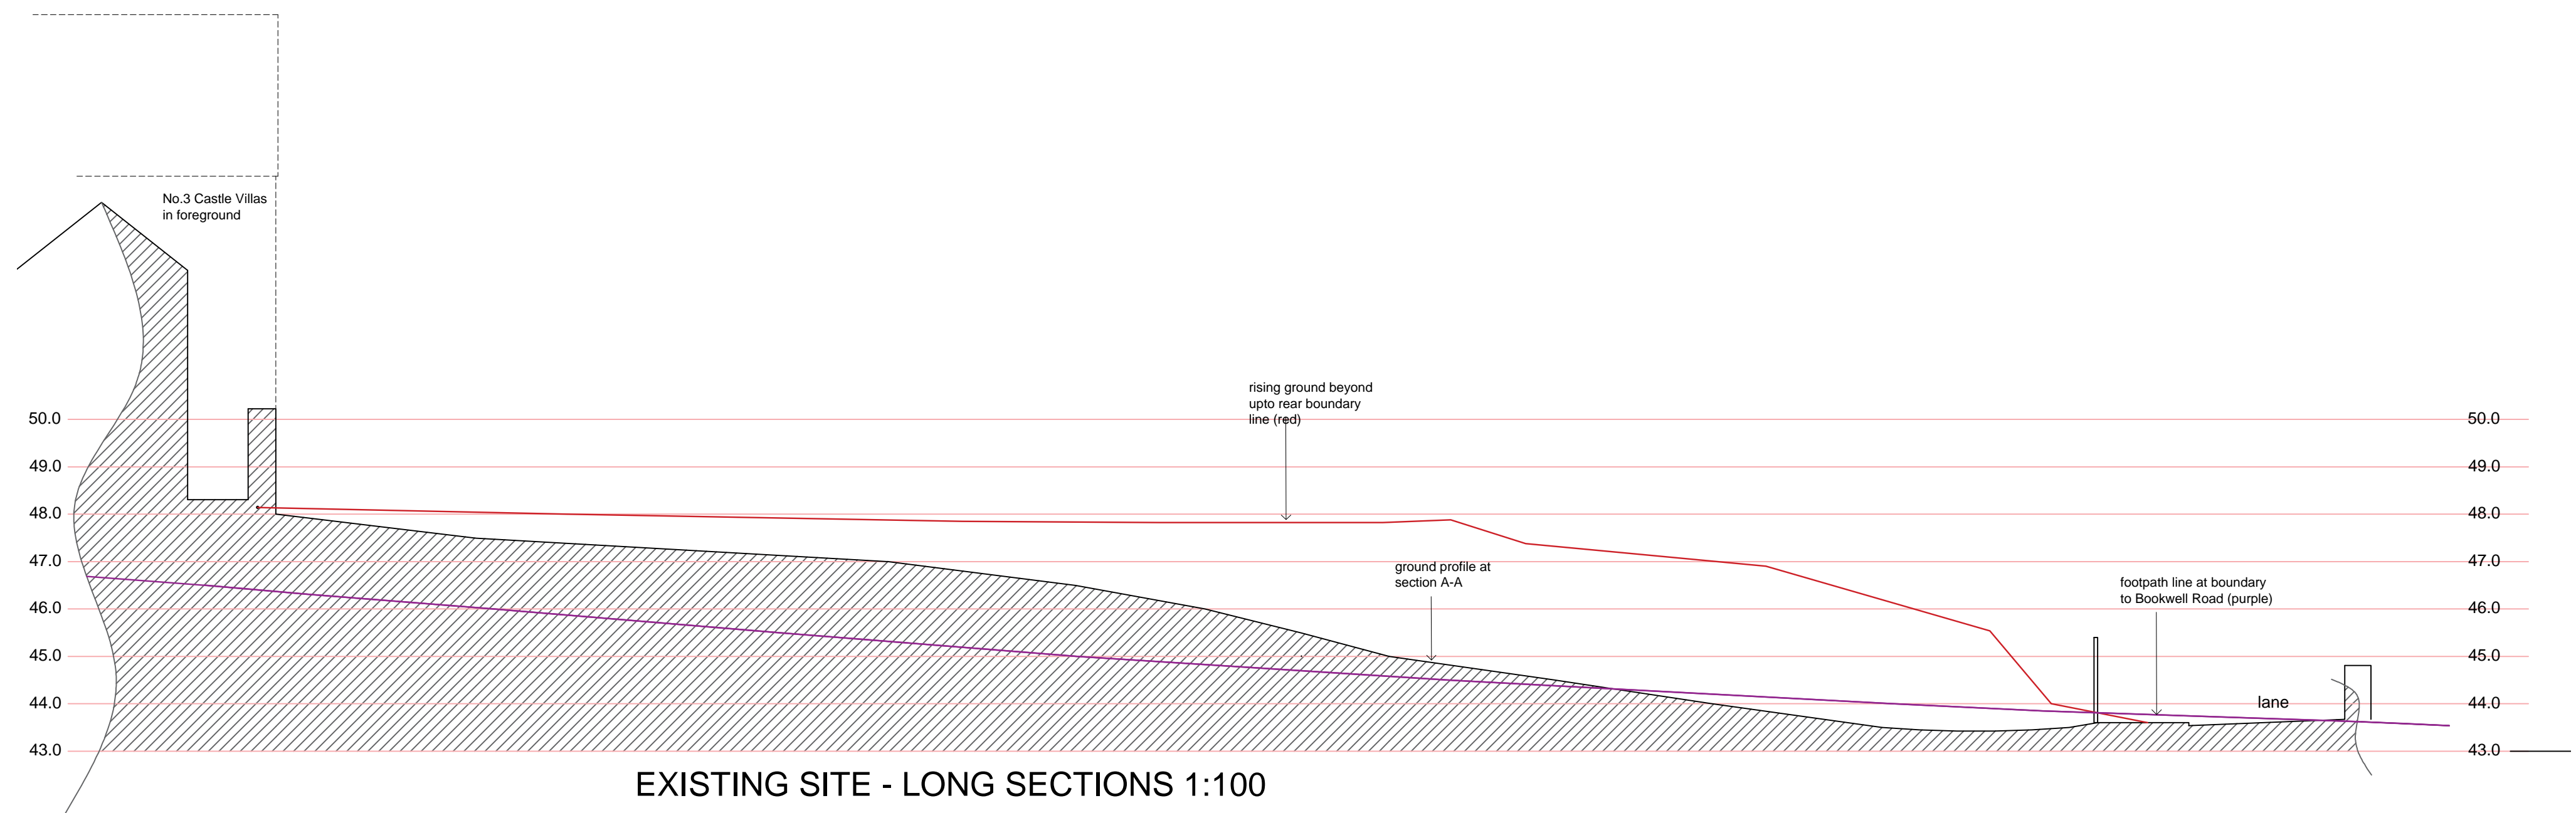 No.3 Castle Villas
in foreground
rising ground beyond
upto rear boundary
line (red)
50.0 50.0
49.0 49.0
48.0 48.0
47.0 47.0
ground profile at
section A-A
footpath line at boundary
to Bookwell Road (purple)
46.0 46.0
45.0 45.0
44.0 lane 44.0
43.0 43.0
EXISTING SITE - LONG SECTIONS 1:100